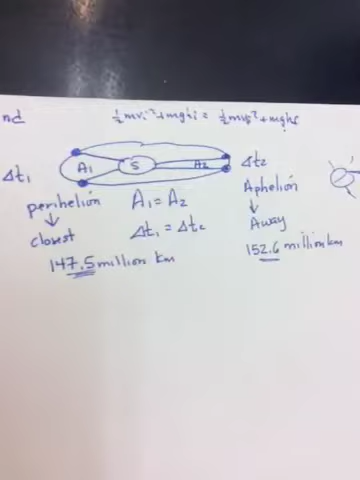 nd
½mvi² + mghi = ½mvf² + mghf
Δt1
A1
S
A2
Δt2
perihelion
↓
closest
147.5 million km
A1 = A2
Δt1 = Δt2
Aphelion
↓
Away
152.6 million km